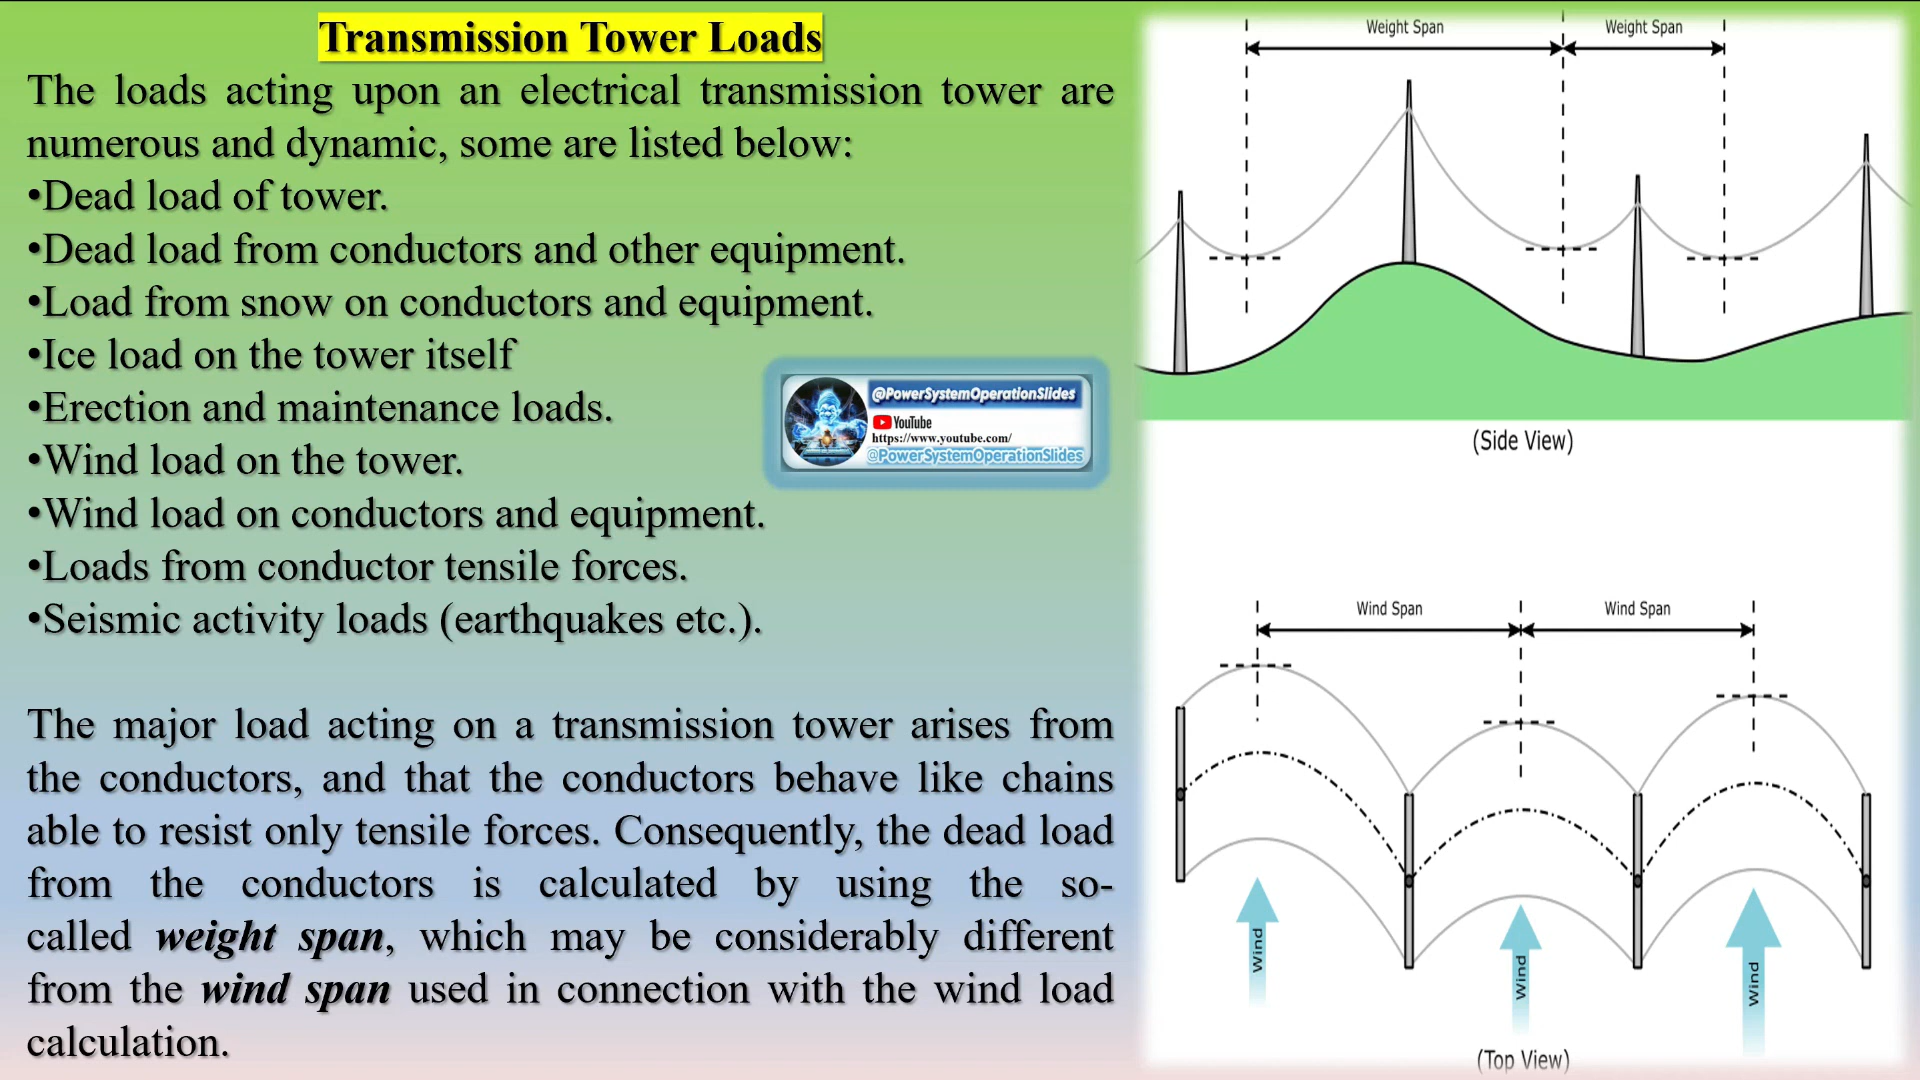 Transmission Tower Loads
The loads acting upon an electrical transmission tower are
numerous and dynamic, some are listed below:
•Dead load of tower.
•Dead load from conductors and other equipment.
•Load from snow on conductors and equipment.
•Ice load on the tower itself
•Erection and maintenance loads.
•Wind load on the tower.
•Wind load on conductors and equipment.
•Loads from conductor tensile forces.
•Seismic activity loads (earthquakes etc.).
The major load acting on a transmission tower arises from
the conductors, and that the conductors behave like chains
able to resist only tensile forces. Consequently, the dead load
from the conductors is calculated by using the so-
called weight span, which may be considerably different
from the wind span used in connection with the wind load
calculation.
@PowerSystemOperationSlides
YouTube
https://www.youtube.com/
@PowerSystemOperationSlides
Weight Span Weight Span
(Side View)
Wind Span Wind Span
Wind
Wind
Wind
(Top View)